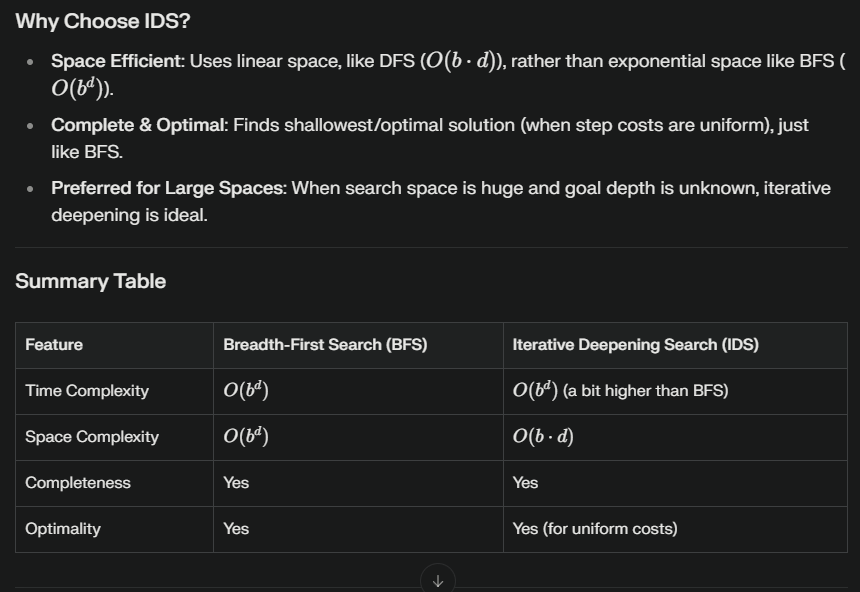 Why Choose IDS?
• Space Efficient: Uses linear space, like DFS (O(b · d)), rather than exponential space like BFS (
O(b^d)).
• Complete & Optimal: Finds shallowest/optimal solution (when step costs are uniform), just
like BFS.
• Preferred for Large Spaces: When search space is huge and goal depth is unknown, iterative
deepening is ideal.
Summary Table
Feature Breadth-First Search (BFS) Iterative Deepening Search (IDS)
Time Complexity O(b^d) O(b^d) (a bit higher than BFS)
Space Complexity O(b^d) O(b · d)
Completeness Yes Yes
Optimality Yes Yes (for uniform costs)